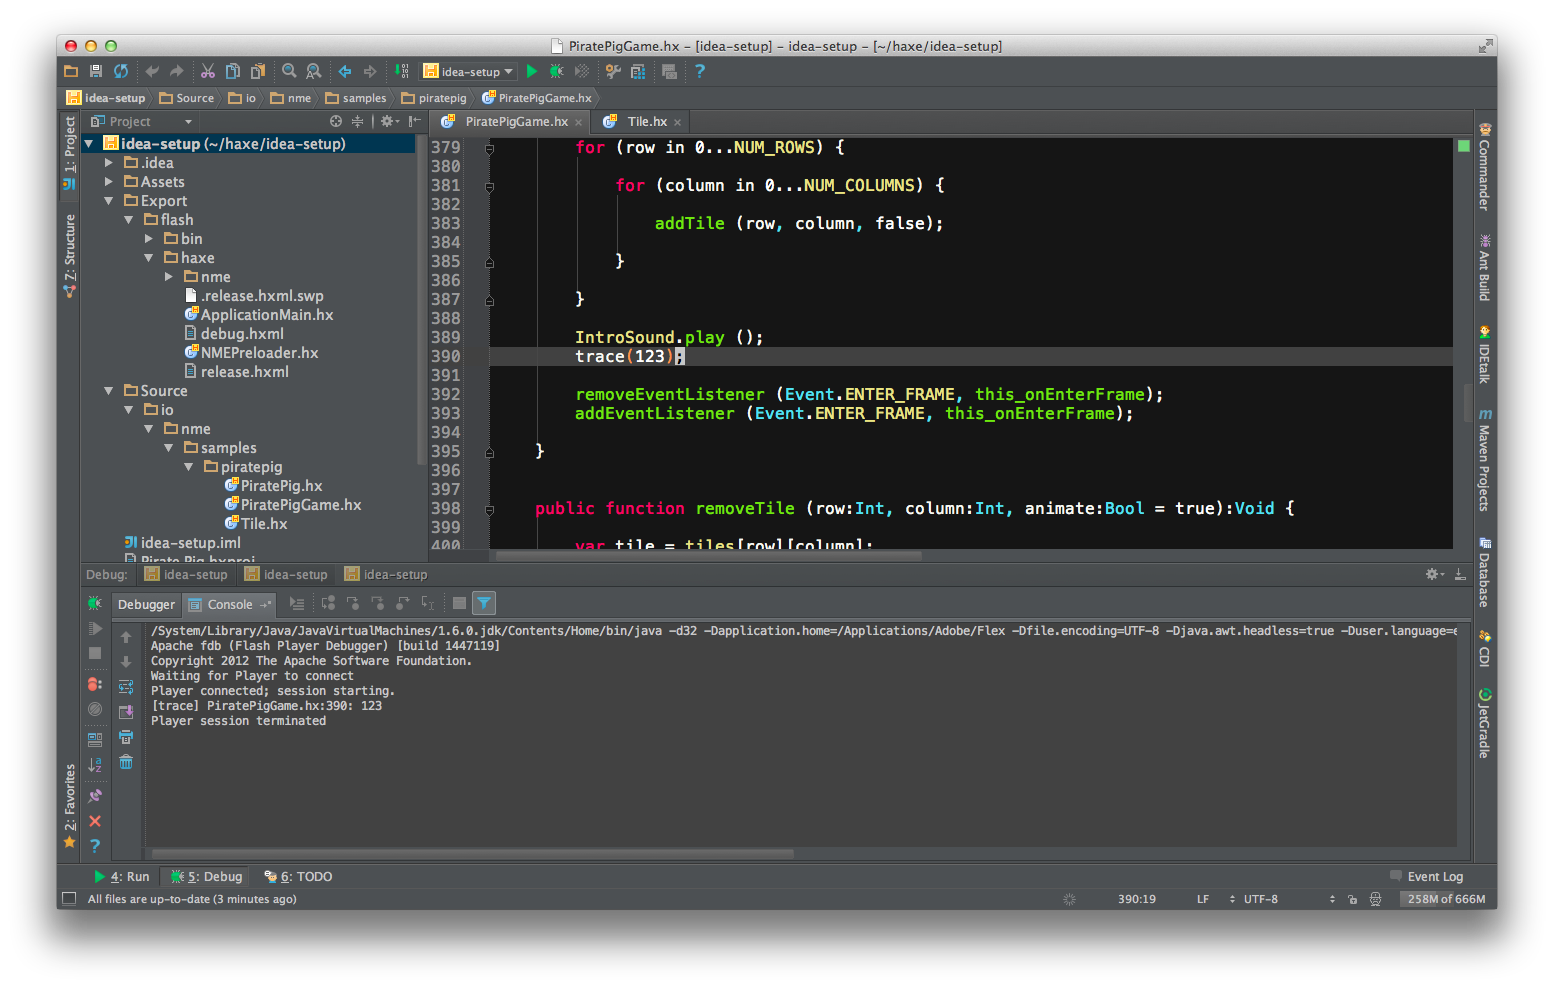 PiratePigGame.hx – [idea-setup] – idea-setup – [~/haxe/idea-setup]
idea-setup
idea-setup Source io nme samples piratepig PiratePigGame.hx
1: Project
7: Structure
2: Favorites
Project
idea-setup (~/haxe/idea-setup)
.idea
Assets
Export
flash
bin
haxe
nme
.release.hxml.swp
ApplicationMain.hx
debug.hxml
NMEPreloader.hx
release.hxml
Source
io
nme
samples
piratepig
PiratePig.hx
PiratePigGame.hx
Tile.hx
idea-setup.iml
Pirate Pig.hxproj
PiratePigGame.hx Tile.hx
379 for (row in 0...NUM_ROWS) {
380
381 for (column in 0...NUM_COLUMNS) {
382
383 addTile (row, column, false);
384
385 }
386
387 }
388
389 IntroSound.play ();
390 trace(123);
391
392 removeEventListener (Event.ENTER_FRAME, this_onEnterFrame);
393 addEventListener (Event.ENTER_FRAME, this_onEnterFrame);
394
395 }
396
397
398 public function removeTile (row:Int, column:Int, animate:Bool = true):Void {
399
400 var tile = tiles[row][column];
Commander
Ant Build
IDEtalk
Maven Projects
Database
CDI
JetGradle
Debug: idea-setup idea-setup idea-setup
Debugger Console
/System/Library/Java/JavaVirtualMachines/1.6.0.jdk/Contents/Home/bin/java -d32 -Dapplication.home=/Applications/Adobe/Flex -Dfile.encoding=UTF-8 -Djava.awt.headless=true -Duser.language=e
Apache fdb (Flash Player Debugger) [build 1447119]
Copyright 2012 The Apache Software Foundation.
Waiting for Player to connect
Player connected; session starting.
[trace] PiratePigGame.hx:390: 123
Player session terminated
4: Run 5: Debug 6: TODO Event Log
All files are up-to-date (3 minutes ago) 390:19 LF UTF-8 258M of 666M